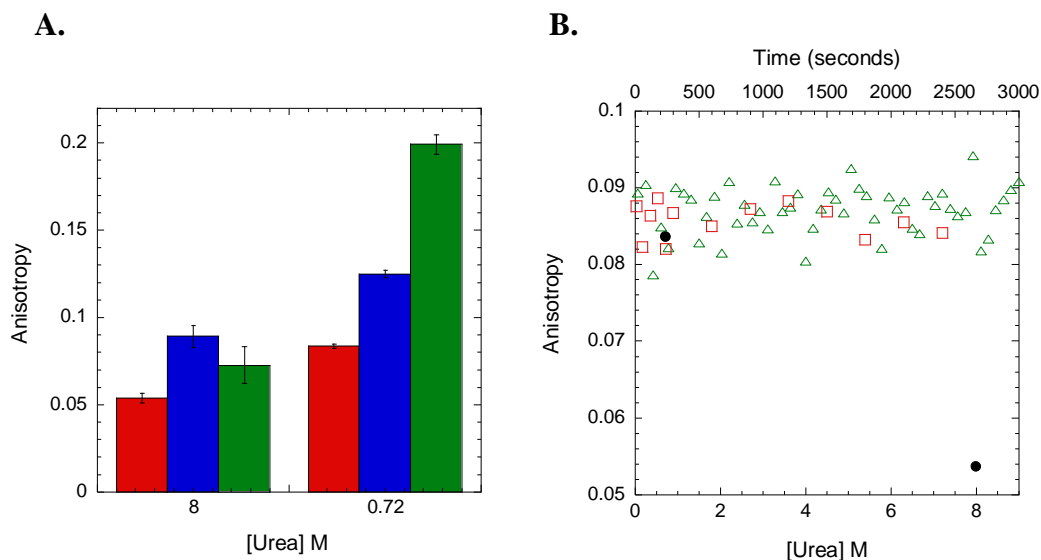 A.
B.
Time (seconds)
0 500 1000 1500 2000 2500 3000
0.2
0.15
0.1
0.05
0
Anisotropy
8 0.72
[Urea] M
0.1
0.09
0.08
0.07
0.06
0.05
Anisotropy
0 2 4 6 8
[Urea] M